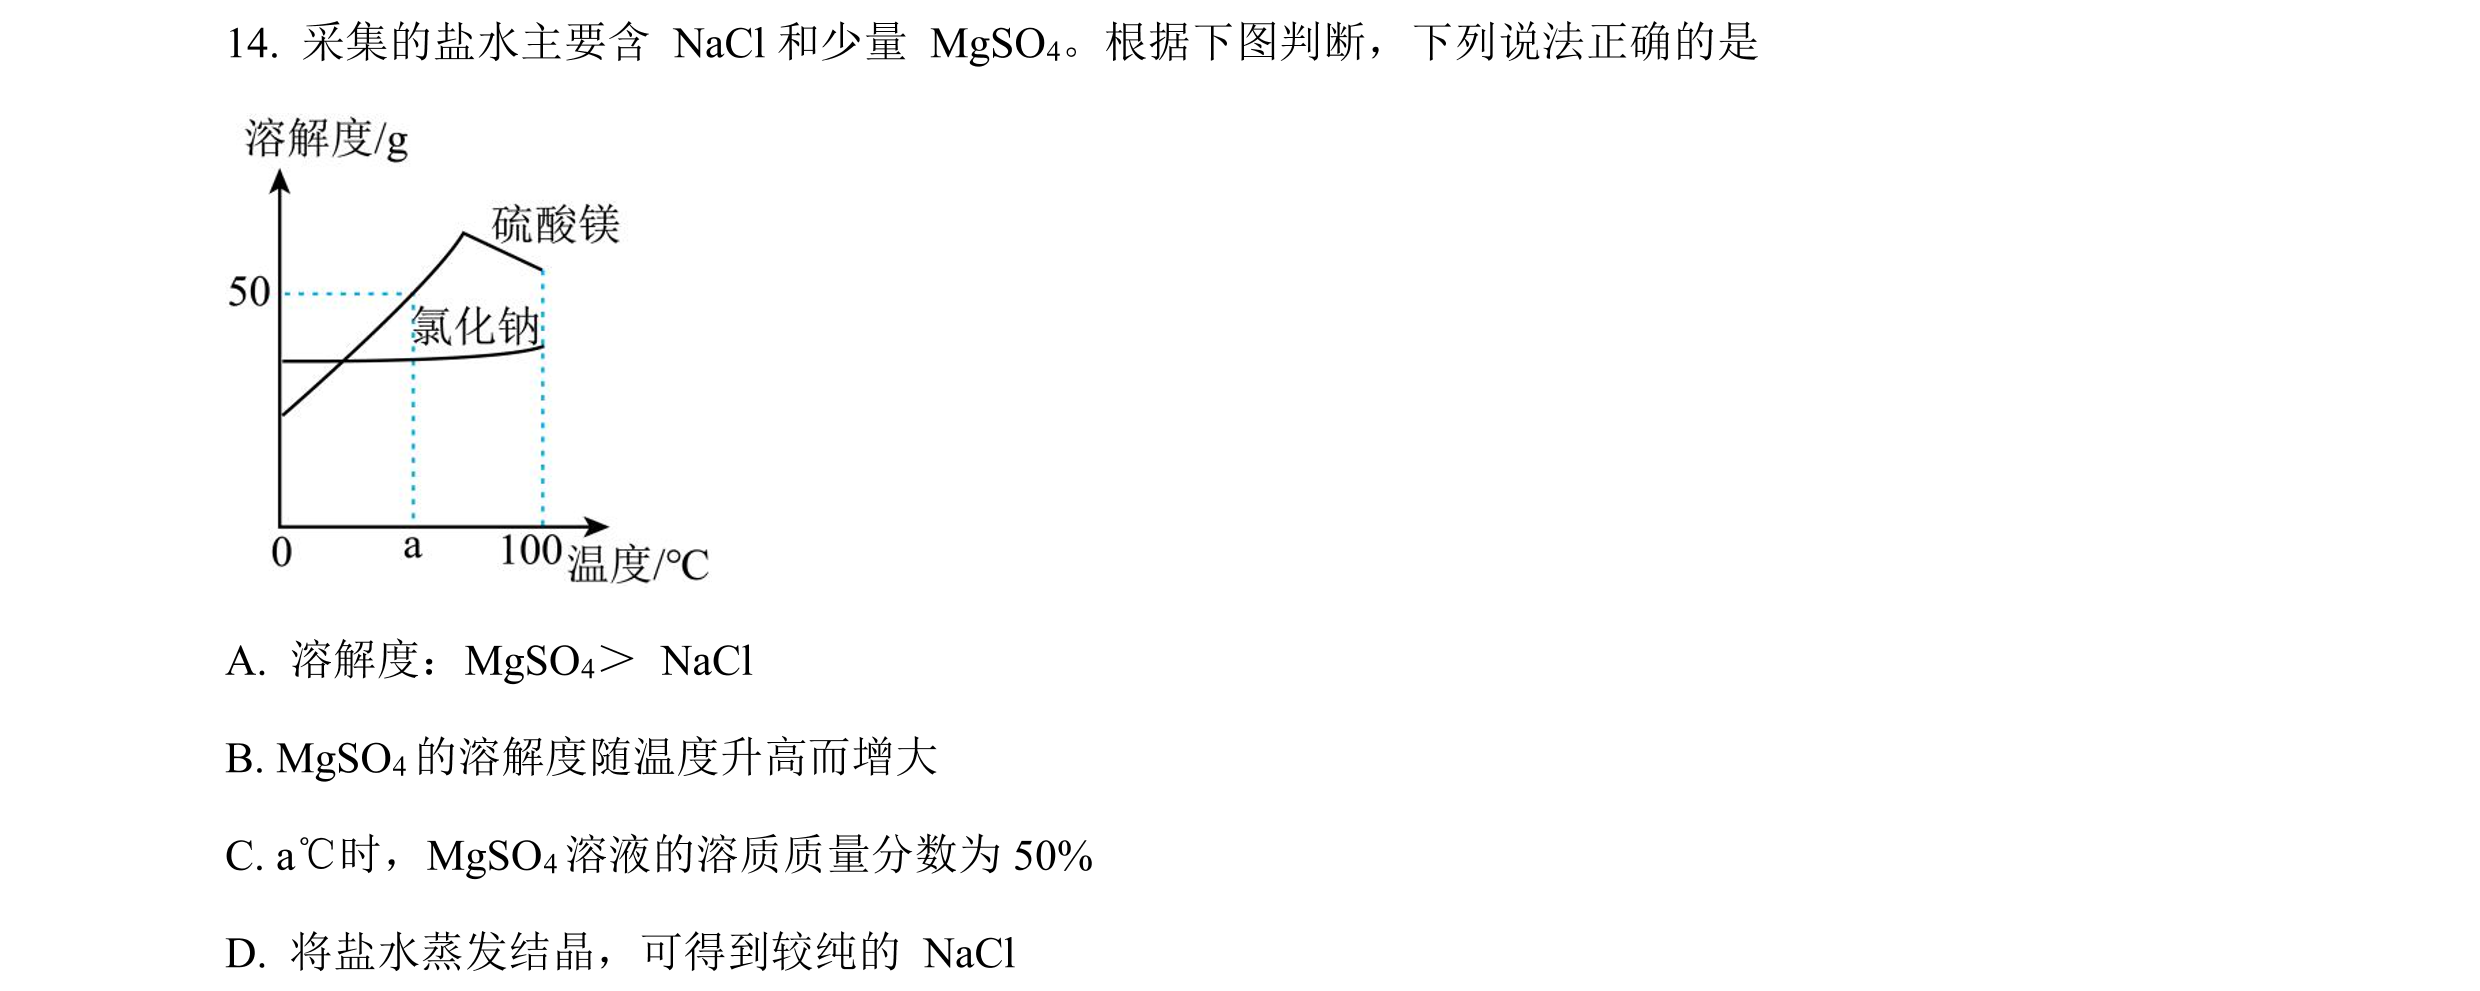 14. 采集的盐水主要含 NaCl 和少量 MgSO₄。根据下图判断，下列说法正确的是
溶解度/g
硫酸镁
50
氯化钠
0
a
100
温度/℃
A. 溶解度：MgSO₄＞ NaCl
B. MgSO₄ 的溶解度随温度升高而增大
C. a℃时，MgSO₄ 溶液的溶质质量分数为 50%
D. 将盐水蒸发结晶，可得到较纯的 NaCl